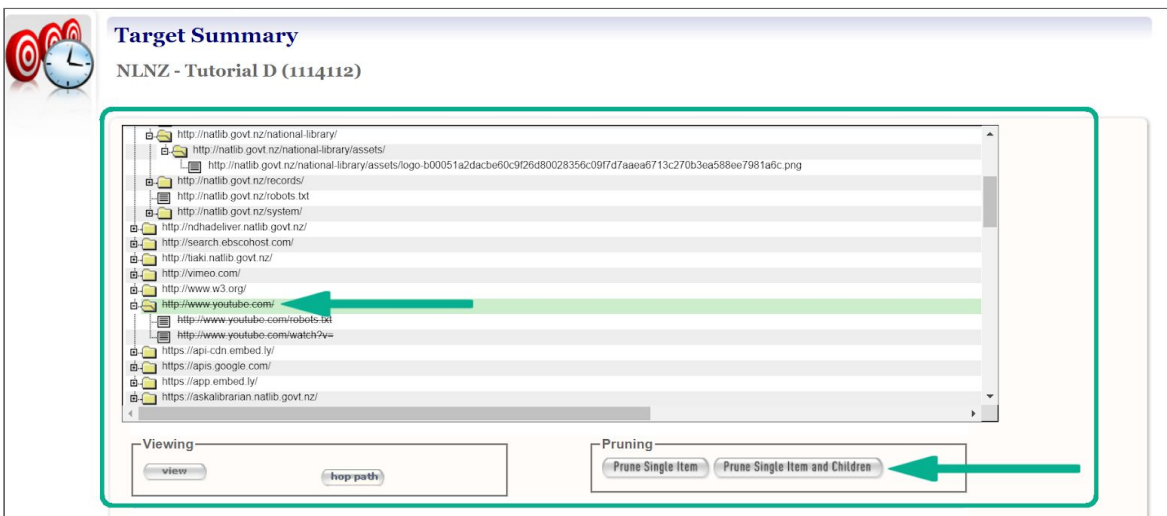 Target Summary
NLNZ - Tutorial D (1114112)
http://natlib.govt.nz/national-library/
http://natlib.govt.nz/national-library/assets/
http://natlib.govt.nz/national-library/assets/logo-b00051a2dacbe60c9f26d80028356c09f7d7aaea6713c270b3ea588ee7981a6c.png
http://natlib.govt.nz/records/
http://natlib.govt.nz/robots.txt
http://natlib.govt.nz/system/
http://ndhadeliver.natlib.govt.nz/
http://search.ebscohost.com/
http://tiaki.natlib.govt.nz/
http://vimeo.com/
http://www.w3.org/
http://www.youtube.com/
http://www.youtube.com/robots.txt
http://www.youtube.com/watch?v=
https://api-cdn.embed.ly/
https://apis.google.com/
https://app.embed.ly/
https://askalibrarian.natlib.govt.nz/
Viewing
view
hop path
Pruning
Prune Single Item
Prune Single Item and Children